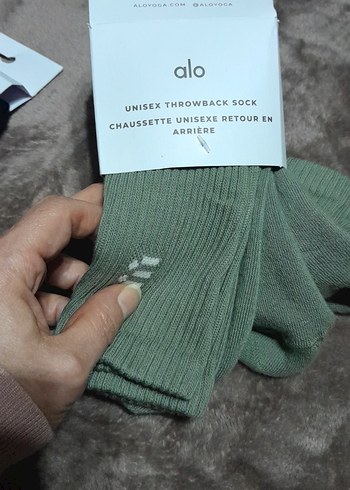 ALOYOGA.COM @ALOYOGA
alo
UNISEX THROWBACK SOCK
CHAUSSETTE UNISEXE RETOUR EN
ARRIÈRE